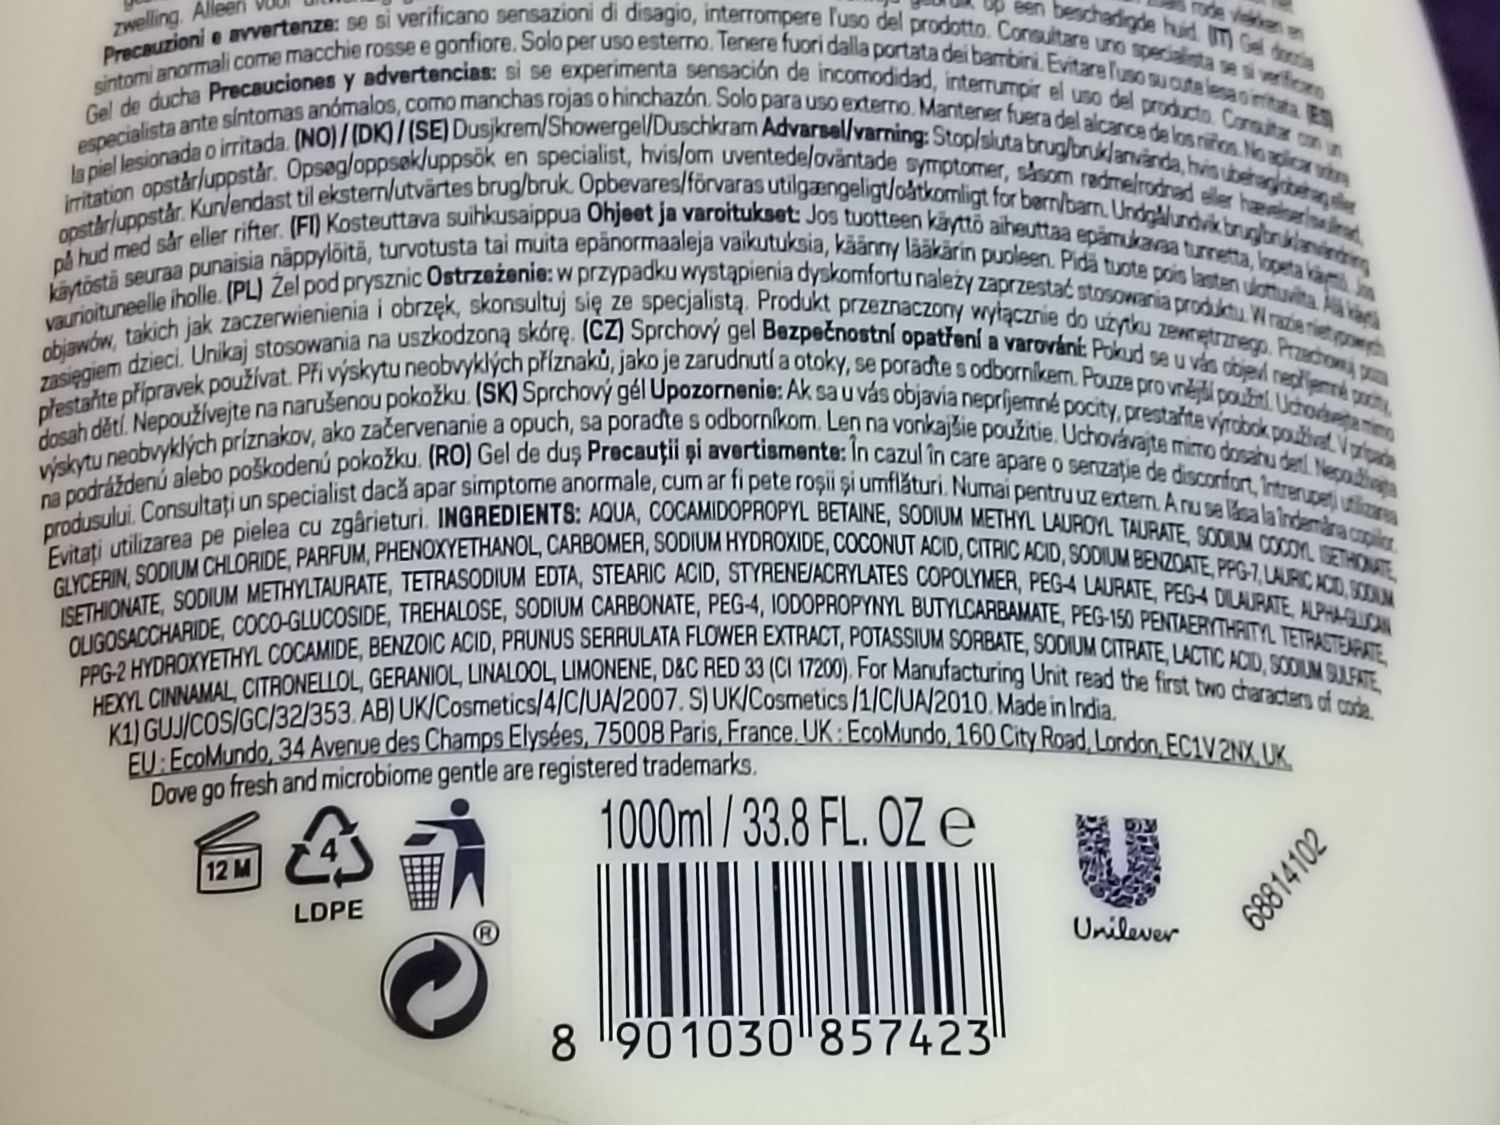 zwelling. Alleen voor op een beschadigde huid. (IT) Gel doccia
Precauzioni e avvertenze: se si verificano sensazioni di disagio, interrompere l'uso del prodotto. Consultare uno specialista se si verificano
sintomi anormali come macchie rosse e gonfiore. Solo per uso esterno. Tenere fuori dalla portata dei bambini. Evitare l'uso su cute lesa o irritata. (ES)
Gel de ducha Precauciones y advertencias: si se experimenta sensación de incomodidad, interrumpir el uso del producto. Consultar con un
especialista ante síntomas anómalos, como manchas rojas o hinchazón. Solo para uso externo. Mantener fuera del alcance de los niños. No aplicar sobre
la piel lesionada o irritada. (NO) / (DK) / (SE) Dusjkrem/Showergel/Duschkram Advarsel/varning: Stop/sluta brug/bruk/använda, hvis ubehag/obehag eller
irritation opstår/uppstår. Opsøg/oppsøk/uppsök en specialist, hvis/om uventede/oväntade symptomer, såsom rødme/rodnad eller hævelser/svullnad,
opstår/uppstår. Kun/endast til ekstern/utvärtes brug/bruk. Opbevares/förvaras utilgængeligt/oåtkomligt for børn/barn. Undgå/undvik brug/bruk/användning
på hud med sår eller rifter. (FI) Kosteuttava suihkusaippua Ohjeet ja varoitukset: Jos tuotteen käyttö aiheuttaa epämukavaa tunnetta, lopeta käyttö. Jos
käytöstä seuraa punaisia näppylöitä, turvotusta tai muita epänormaaleja vaikutuksia, käänny lääkärin puoleen. Pidä tuote pois lasten ulottuvilta. Älä käytä
vaurioituneelle iholle. (PL) Żel pod prysznic Ostrzeżenie: w przypadku wystąpienia dyskomfortu należy zaprzestać stosowania produktu. W razie nietypowych
objawów, takich jak zaczerwienienia i obrzęk, skonsultuj się ze specjalistą. Produkt przeznaczony wyłącznie do użytku zewnętrznego. Przechowuj poza
zasięgiem dzieci. Unikaj stosowania na uszkodzoną skórę. (CZ) Sprchový gel Bezpečnostní opatření a varování: Pokud se u vás objeví nepříjemné pocity,
přestaňte přípravek používat. Při výskytu neobvyklých příznaků, jako je zarudnutí a otoky, se poraďte s odborníkem. Pouze pro vnější použití. Uchovávejte mimo
dosah dětí. Nepoužívejte na narušenou pokožku. (SK) Sprchový gél Upozornenie: Ak sa u vás objavia nepríjemné pocity, prestaňte výrobok používať. V prípade
výskytu neobvyklých príznakov, ako začervenanie a opuch, sa poraďte s odborníkom. Len na vonkajšie použitie. Uchovávajte mimo dosahu detí. Nepoužívajte
na podráždenú alebo poškodenú pokožku. (RO) Gel de duș Precauții și avertismente: În cazul în care apare o senzație de disconfort, întrerupeți utilizarea
produsului. Consultați un specialist dacă apar simptome anormale, cum ar fi pete roșii și umflături. Numai pentru uz extern. A nu se lăsa la îndemâna copiilor.
Evitați utilizarea pe pielea cu zgârieturi. INGREDIENTS: AQUA, COCAMIDOPROPYL BETAINE, SODIUM METHYL LAUROYL TAURATE, SODIUM COCOYL ISETHIONATE,
GLYCERIN, SODIUM CHLORIDE, PARFUM, PHENOXYETHANOL, CARBOMER, SODIUM HYDROXIDE, COCONUT ACID, CITRIC ACID, SODIUM BENZOATE, PPG-7, LAURIC ACID, SODIUM
ISETHIONATE, SODIUM METHYLTAURATE, TETRASODIUM EDTA, STEARIC ACID, STYRENE/ACRYLATES COPOLYMER, PEG-4 LAURATE, PEG-4 DILAURATE, ALPHA-GLUCAN
OLIGOSACCHARIDE, COCO-GLUCOSIDE, TREHALOSE, SODIUM CARBONATE, PEG-4, IODOPROPYNYL BUTYLCARBAMATE, PEG-150 PENTAERYTHRITYL TETRASTEARATE,
PPG-2 HYDROXYETHYL COCAMIDE, BENZOIC ACID, PRUNUS SERRULATA FLOWER EXTRACT, POTASSIUM SORBATE, SODIUM CITRATE, LACTIC ACID, SODIUM SULFATE,
HEXYL CINNAMAL, CITRONELLOL, GERANIOL, LINALOOL, LIMONENE, D&C RED 33 (CI 17200). For Manufacturing Unit read the first two characters of code.
K1) GUJ/COS/GC/32/353. AB) UK/Cosmetics/4/C/UA/2007. S) UK/Cosmetics /1/C/UA/2010. Made in India.
EU : EcoMundo, 34 Avenue des Champs Elysées, 75008 Paris, France. UK : EcoMundo, 160 City Road, London, EC1V 2NX, UK.
Dove go fresh and microbiome gentle are registered trademarks.
1000ml / 33.8 FL. OZ e
12 M
4
LDPE
®
Unilever
68814102
8 901030 857423